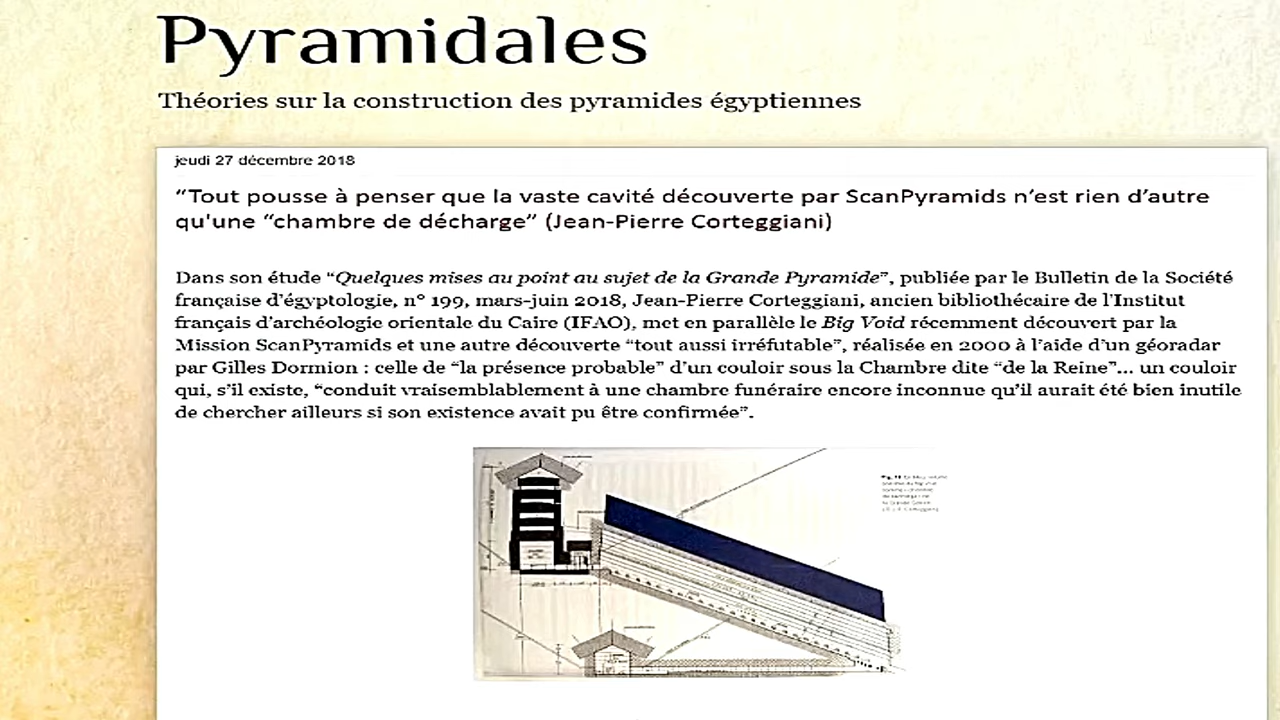 Pyramidales
Théories sur la construction des pyramides égyptiennes
jeudi 27 décembre 2018
“Tout pousse à penser que la vaste cavité découverte par ScanPyramids n’est rien d’autre
qu'une “chambre de décharge” (Jean-Pierre Corteggiani)
Dans son étude “Quelques mises au point au sujet de la Grande Pyramide”, publiée par le Bulletin de la Société
française d’égyptologie, n° 199, mars-juin 2018, Jean-Pierre Corteggiani, ancien bibliothécaire de l’Institut
français d’archéologie orientale du Caire (IFAO), met en parallèle le Big Void récemment découvert par la
Mission ScanPyramids et une autre découverte “tout aussi irréfutable”, réalisée en 2000 à l’aide d’un géoradar
par Gilles Dormion : celle de “la présence probable” d’un couloir sous la Chambre dite “de la Reine”... un couloir
qui, s’il existe, “conduit vraisemblablement à une chambre funéraire encore inconnue qu’il aurait été bien inutile
de chercher ailleurs si son existence avait pu être confirmée”.